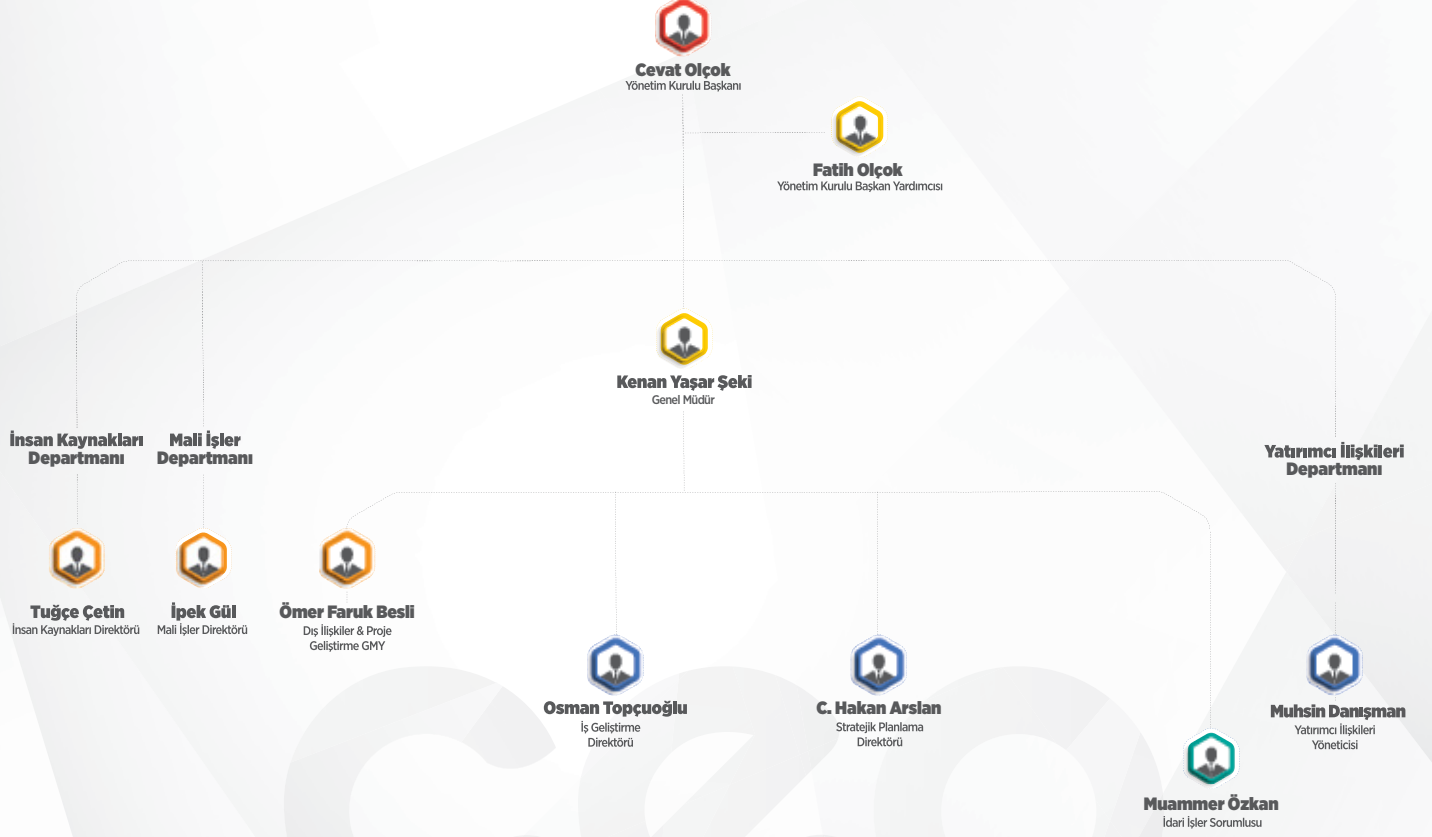 Cevat Olçok
Yönetim Kurulu Başkanı
Fatih Olçok
Yönetim Kurulu Başkan Yardımcısı
Kenan Yaşar Şeki
Genel Müdür
İnsan Kaynakları
Departmanı
Mali İşler
Departmanı
Yatırımcı İlişkileri
Departmanı
Tuğçe Çetin
İnsan Kaynakları Direktörü
İpek Gül
Mali İşler Direktörü
Ömer Faruk Besli
Dış İlişkiler & Proje
Geliştirme GMY
Osman Topçuoğlu
İş Geliştirme
Direktörü
C. Hakan Arslan
Stratejik Planlama
Direktörü
Muhsin Danışman
Yatırımcı İlişkileri
Yöneticisi
Muammer Özkan
İdari İşler Sorumlusu